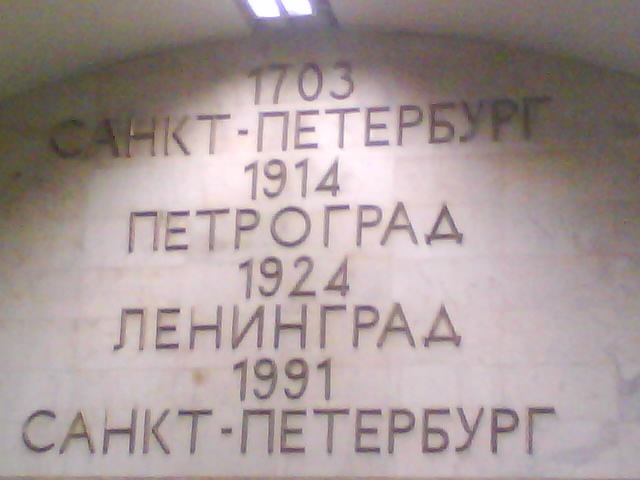 1703
САНКТ-ПЕТЕРБУРГ
1914
ПЕТРОГРАД
1924
ЛЕНИНГРАД
1991
САНКТ-ПЕТЕРБУРГ